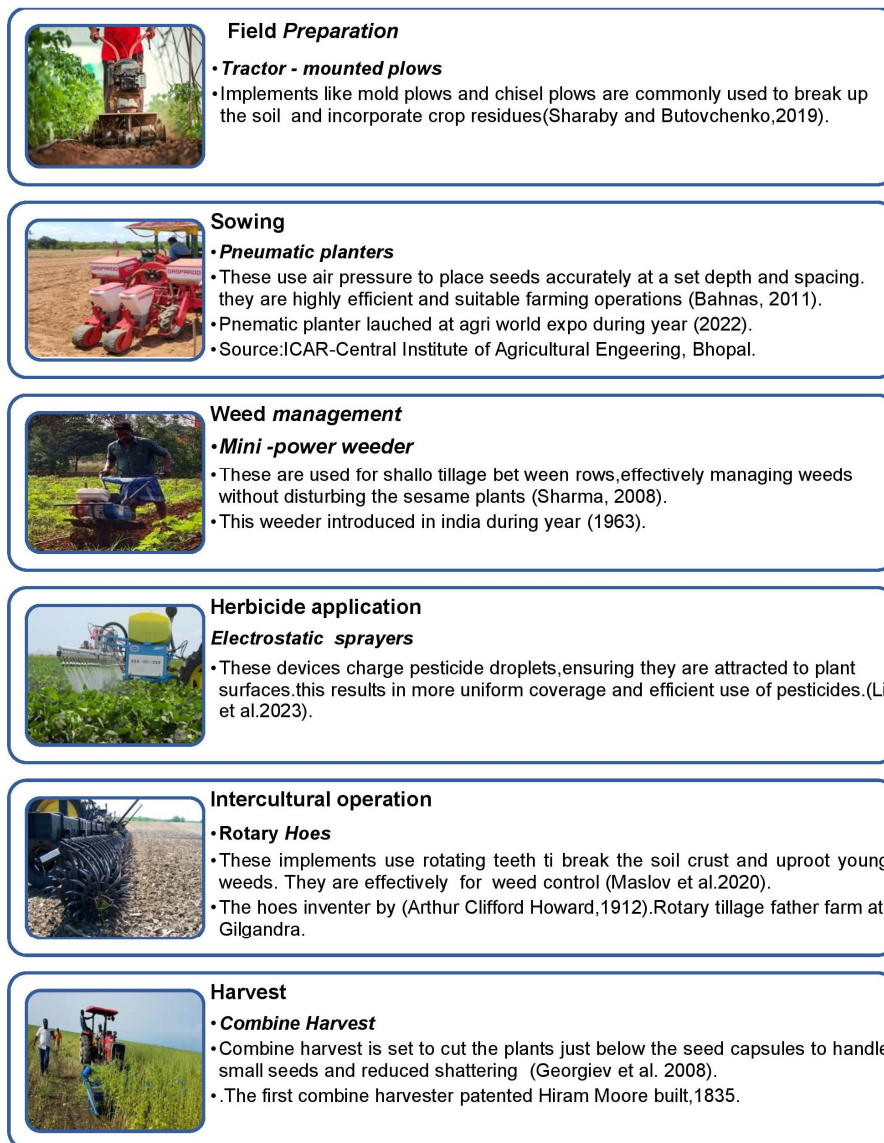 Field Preparation
• Tractor - mounted plows
• Implements like mold plows and chisel plows are commonly used to break up
the soil and incorporate crop residues(Sharaby and Butovchenko,2019).
Sowing
• Pneumatic planters
• These use air pressure to place seeds accurately at a set depth and spacing.
they are highly efficient and suitable farming operations (Bahnas, 2011).
• Pnematic planter lauched at agri world expo during year (2022).
• Source:ICAR-Central Institute of Agricultural Engeering, Bhopal.
GASPARDO
GASPARDO
Weed management
• Mini -power weeder
• These are used for shallo tillage bet ween rows,effectively managing weeds
without disturbing the sesame plants (Sharma, 2008).
• This weeder introduced in india during year (1963).
Herbicide application
Electrostatic sprayers
• These devices charge pesticide droplets,ensuring they are attracted to plant
surfaces.this results in more uniform coverage and efficient use of pesticides.(Li
et al.2023).
Intercultural operation
• Rotary Hoes
• These implements use rotating teeth ti break the soil crust and uproot young
weeds. They are effectively for weed control (Maslov et al.2020).
• The hoes inventer by (Arthur Clifford Howard,1912).Rotary tillage father farm at
Gilgandra.
Harvest
• Combine Harvest
• Combine harvest is set to cut the plants just below the seed capsules to handle
small seeds and reduced shattering (Georgiev et al. 2008).
• .The first combine harvester patented Hiram Moore built,1835.